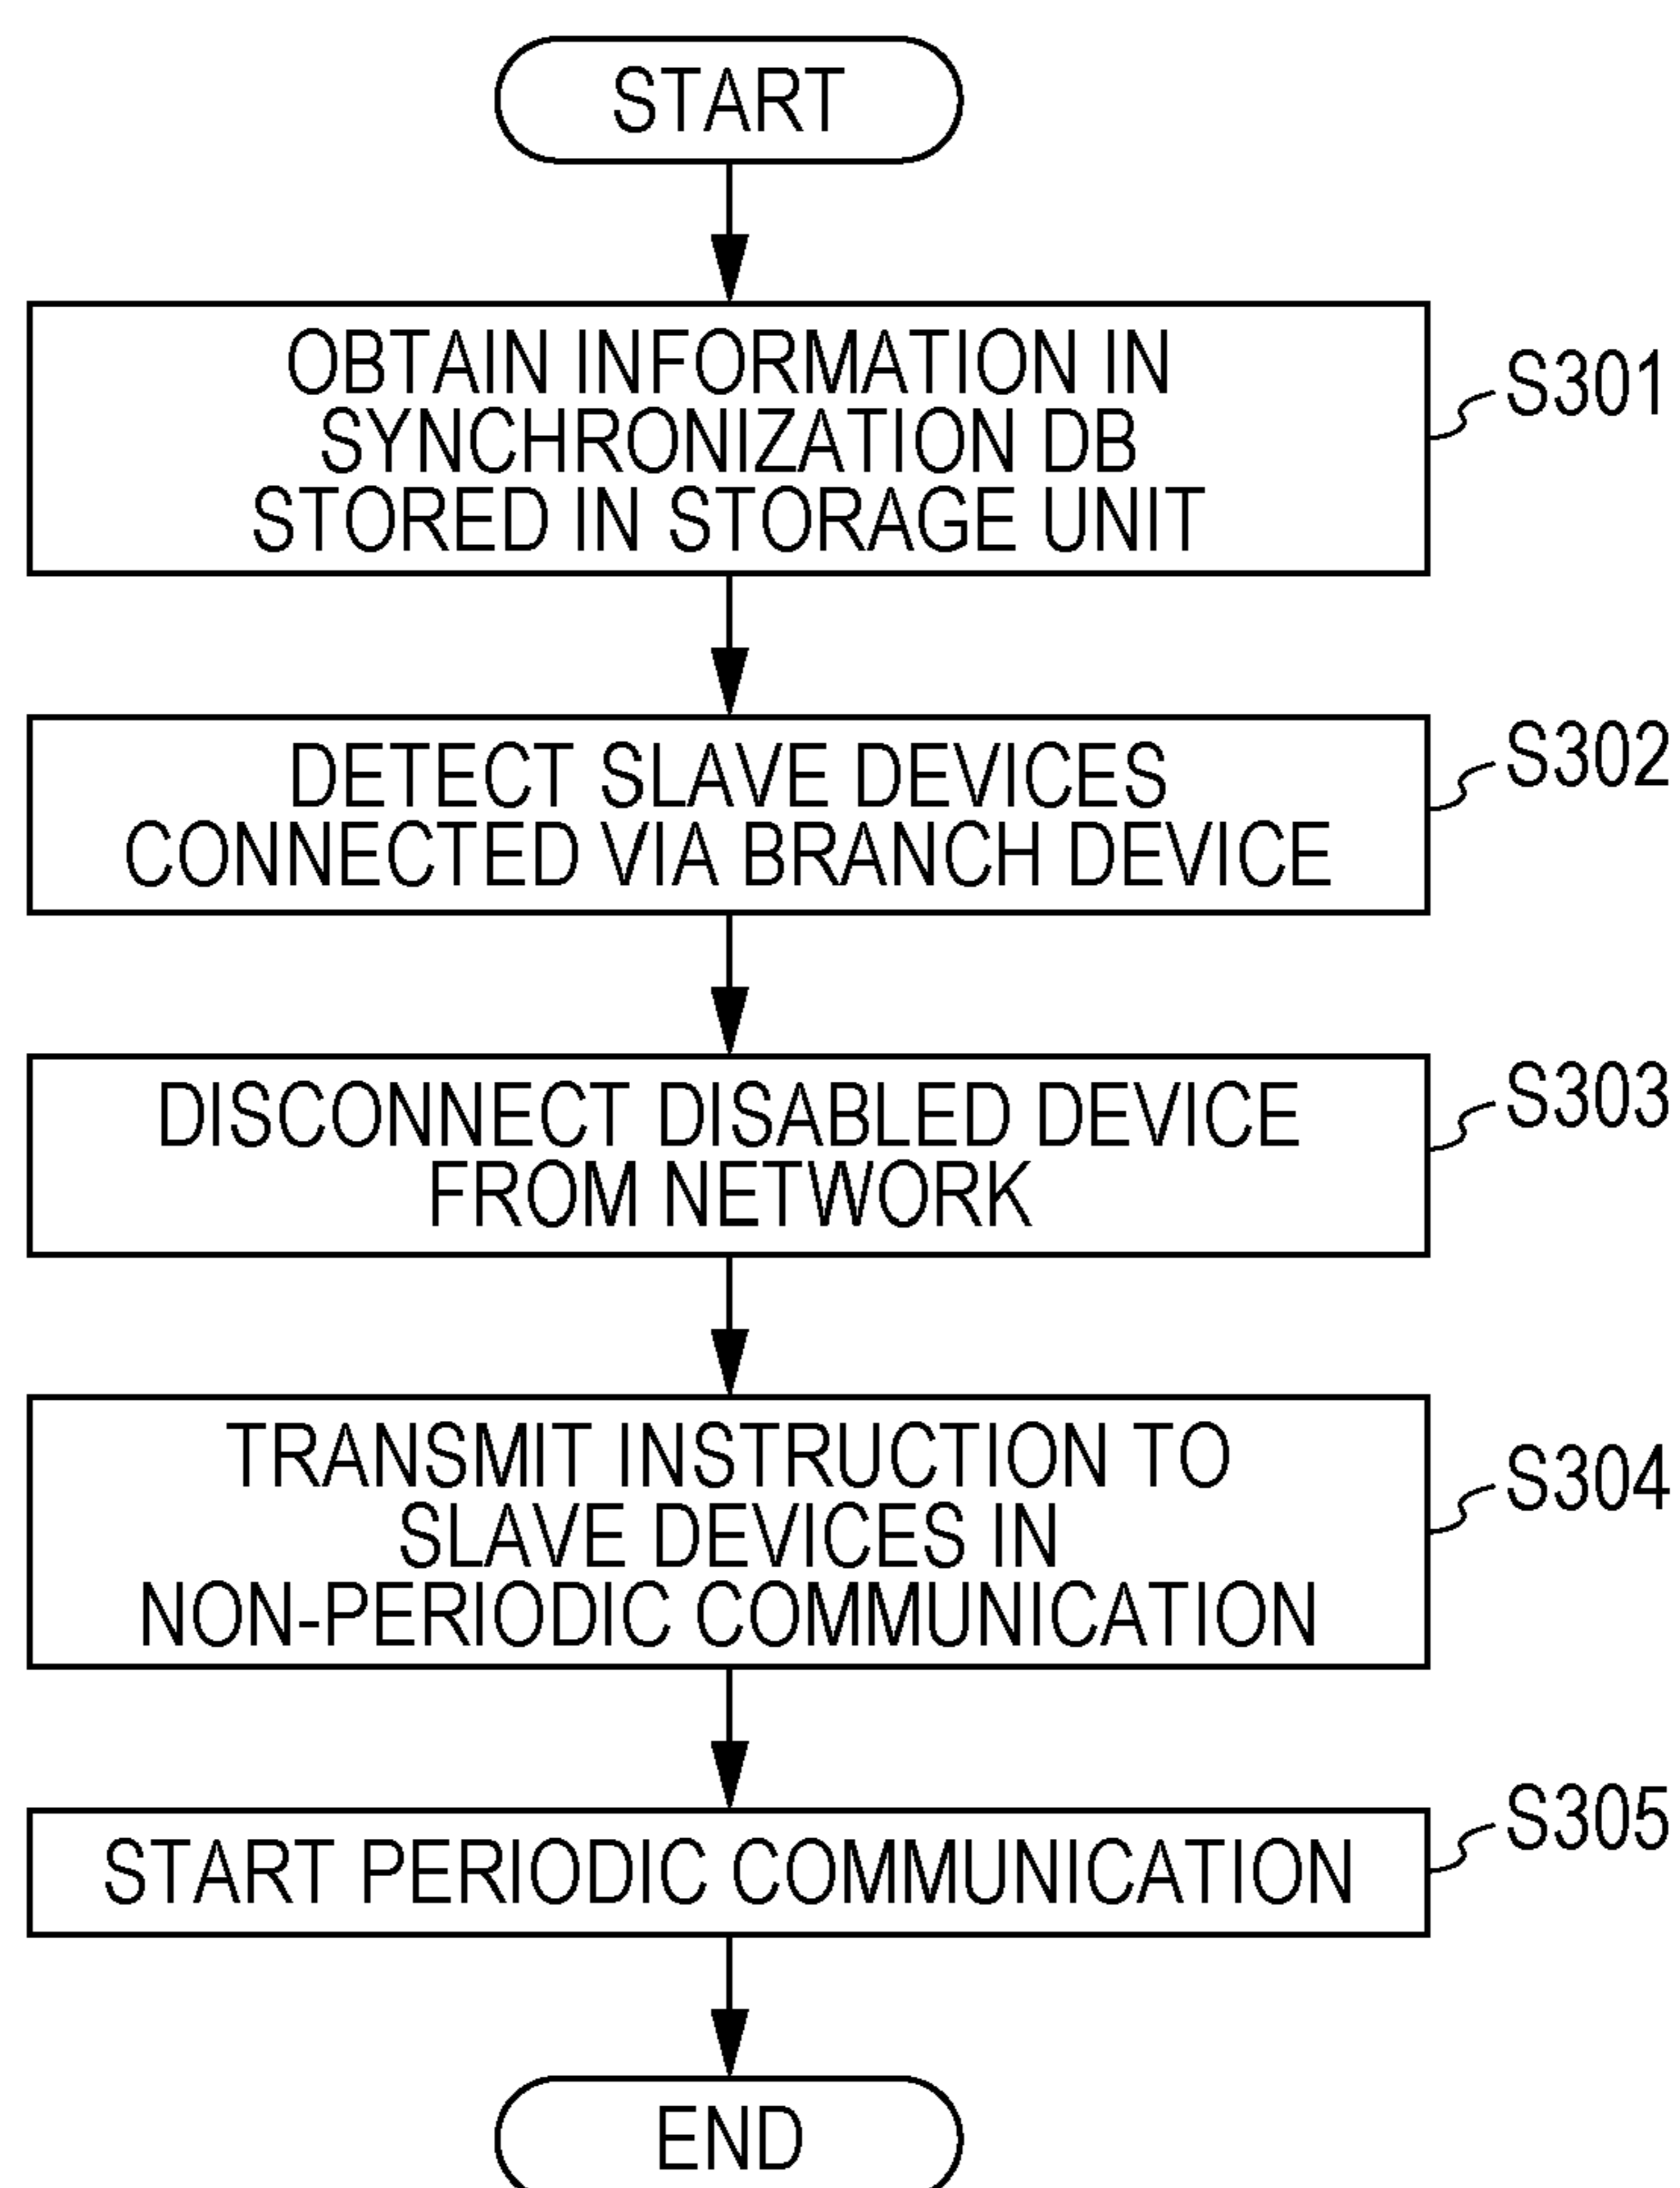 START
OBTAIN INFORMATION IN
SYNCHRONIZATION DB
STORED IN STORAGE UNIT
S301
DETECT SLAVE DEVICES
CONNECTED VIA BRANCH DEVICE
S302
DISCONNECT DISABLED DEVICE
FROM NETWORK
S303
TRANSMIT INSTRUCTION TO
SLAVE DEVICES IN
NON-PERIODIC COMMUNICATION
S304
START PERIODIC COMMUNICATION
S305
END